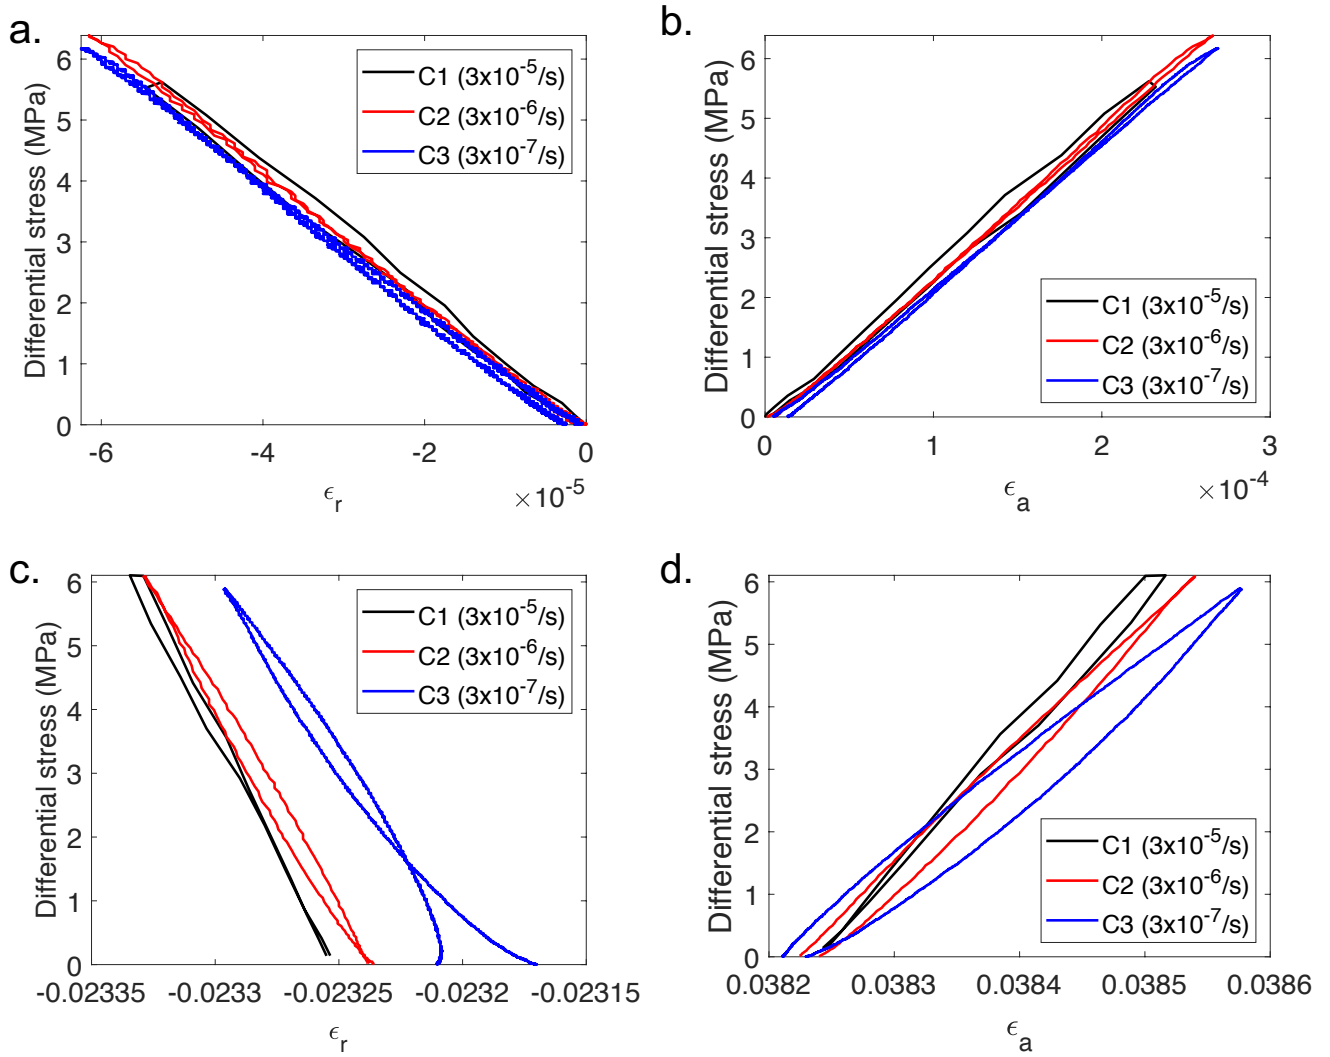 a.
Differential stress (MPa)
6
5
4
3
2
1
0
-6
-4
-2
0
×10⁻⁵
ϵᵣ
C1 (3x10⁻⁵/s)
C2 (3x10⁻⁶/s)
C3 (3x10⁻⁷/s)
b.
Differential stress (MPa)
6
5
4
3
2
1
0
0
1
2
3
×10⁻⁴
ϵₐ
C1 (3x10⁻⁵/s)
C2 (3x10⁻⁶/s)
C3 (3x10⁻⁷/s)
c.
Differential stress (MPa)
6
5
4
3
2
1
0
-0.02335
-0.0233
-0.02325
-0.0232
-0.02315
ϵᵣ
C1 (3x10⁻⁵/s)
C2 (3x10⁻⁶/s)
C3 (3x10⁻⁷/s)
d.
Differential stress (MPa)
6
5
4
3
2
1
0
0.0382
0.0383
0.0384
0.0385
0.0386
ϵₐ
C1 (3x10⁻⁵/s)
C2 (3x10⁻⁶/s)
C3 (3x10⁻⁷/s)